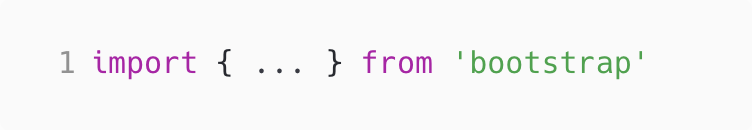 1 import { ... } from 'bootstrap'